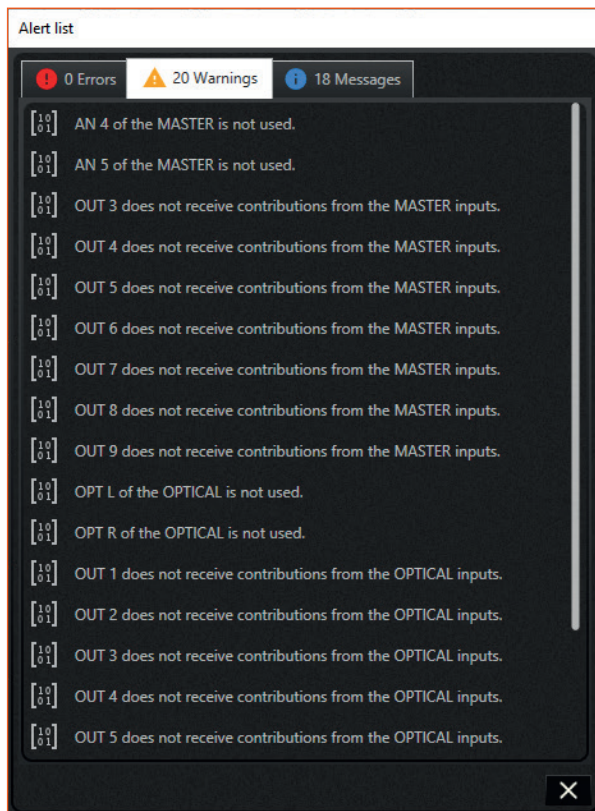 Alert list
0 Errors
20 Warnings
18 Messages
AN 4 of the MASTER is not used.
AN 5 of the MASTER is not used.
OUT 3 does not receive contributions from the MASTER inputs.
OUT 4 does not receive contributions from the MASTER inputs.
OUT 5 does not receive contributions from the MASTER inputs.
OUT 6 does not receive contributions from the MASTER inputs.
OUT 7 does not receive contributions from the MASTER inputs.
OUT 8 does not receive contributions from the MASTER inputs.
OUT 9 does not receive contributions from the MASTER inputs.
OPT L of the OPTICAL is not used.
OPT R of the OPTICAL is not used.
OUT 1 does not receive contributions from the OPTICAL inputs.
OUT 2 does not receive contributions from the OPTICAL inputs.
OUT 3 does not receive contributions from the OPTICAL inputs.
OUT 4 does not receive contributions from the OPTICAL inputs.
OUT 5 does not receive contributions from the OPTICAL inputs.